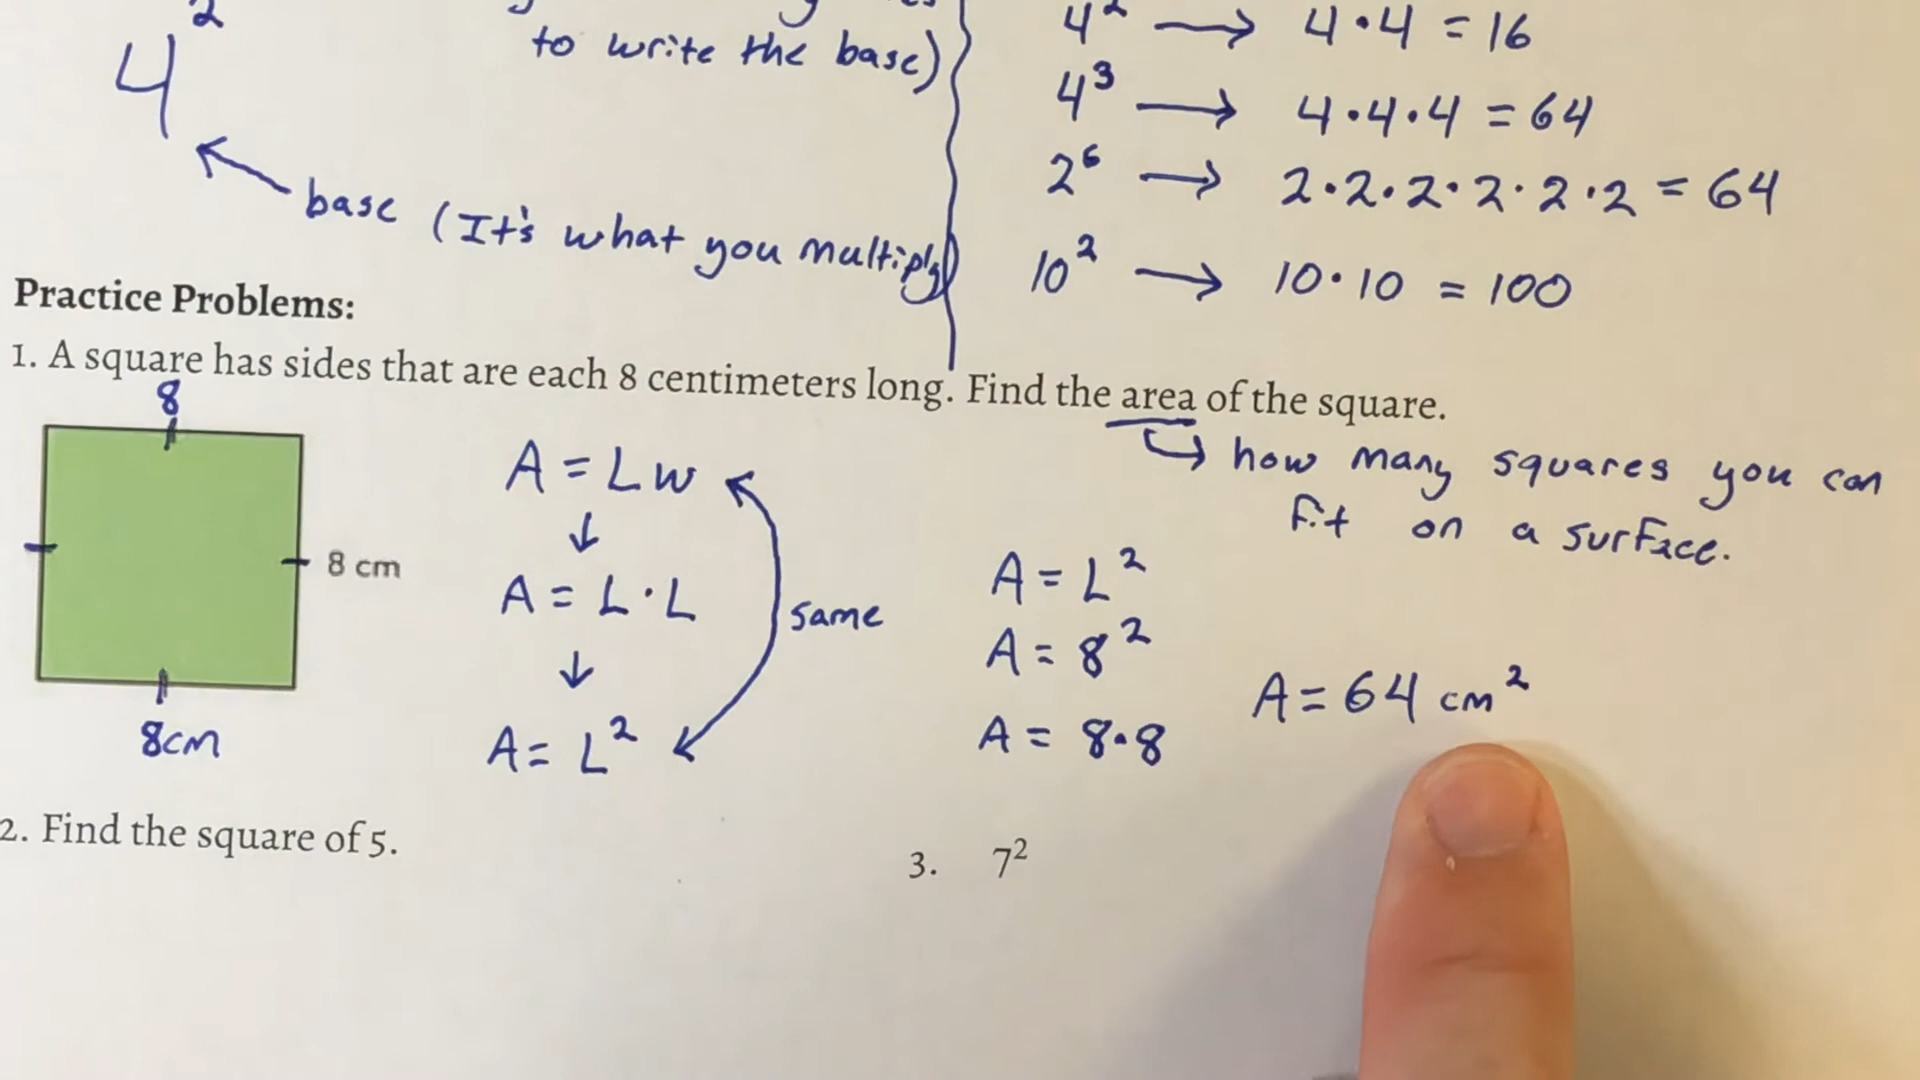 4²
to write the base)
base (It's what you multiply)
4² → 4·4 = 16
4³ → 4·4·4 = 64
2⁶ → 2·2·2·2·2·2 = 64
10² → 10·10 = 100
Practice Problems:
1. A square has sides that are each 8 centimeters long. Find the area of the square.
↳ how many squares you can
fit on a surface.
8
8 cm
8cm
A = LW
↓
A = L·L
↓
A = L²
same
A = L²
A = 8²
A = 8·8
A = 64 cm²
2. Find the square of 5.
3. 7²